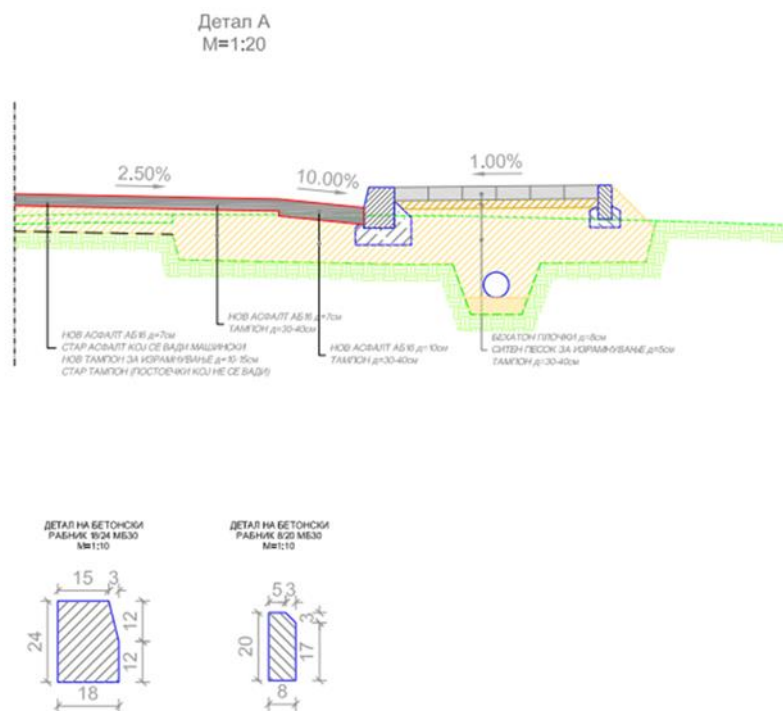 Детал А
М=1:20
2.50%
10.00%
1.00%
НОВ АСФАЛТ АБ16 д=7см
СТАР АСФАЛТ КОЈ СЕ ВАДИ МАШИНСКИ
НОВ ТАМПОН ЗА ИЗРАМНУВАЊЕ д=10-15см
СТАР ТАМПОН (ПОСТОЕЧКИ КОЈ НЕ СЕ ВАДИ)
НОВ АСФАЛТ АБ16 д=7см
ТАМПОН д=30-40см
НОВ АСФАЛТ АБ16 д=10см
ТАМПОН д=30-40см
БЕХАТОН ПЛОЧКИ д=8см
СИТЕН ПЕСОК ЗА ИЗРАМНУВАЊЕ д=5см
ТАМПОН д=30-40см
ДЕТАЛ НА БЕТОНСКИ
РАБНИК 18/24 МБ30
М=1:10
15 3
24
12
12
18
ДЕТАЛ НА БЕТОНСКИ
РАБНИК 8/20 МБ30
М=1:10
5 3
20
3
17
8